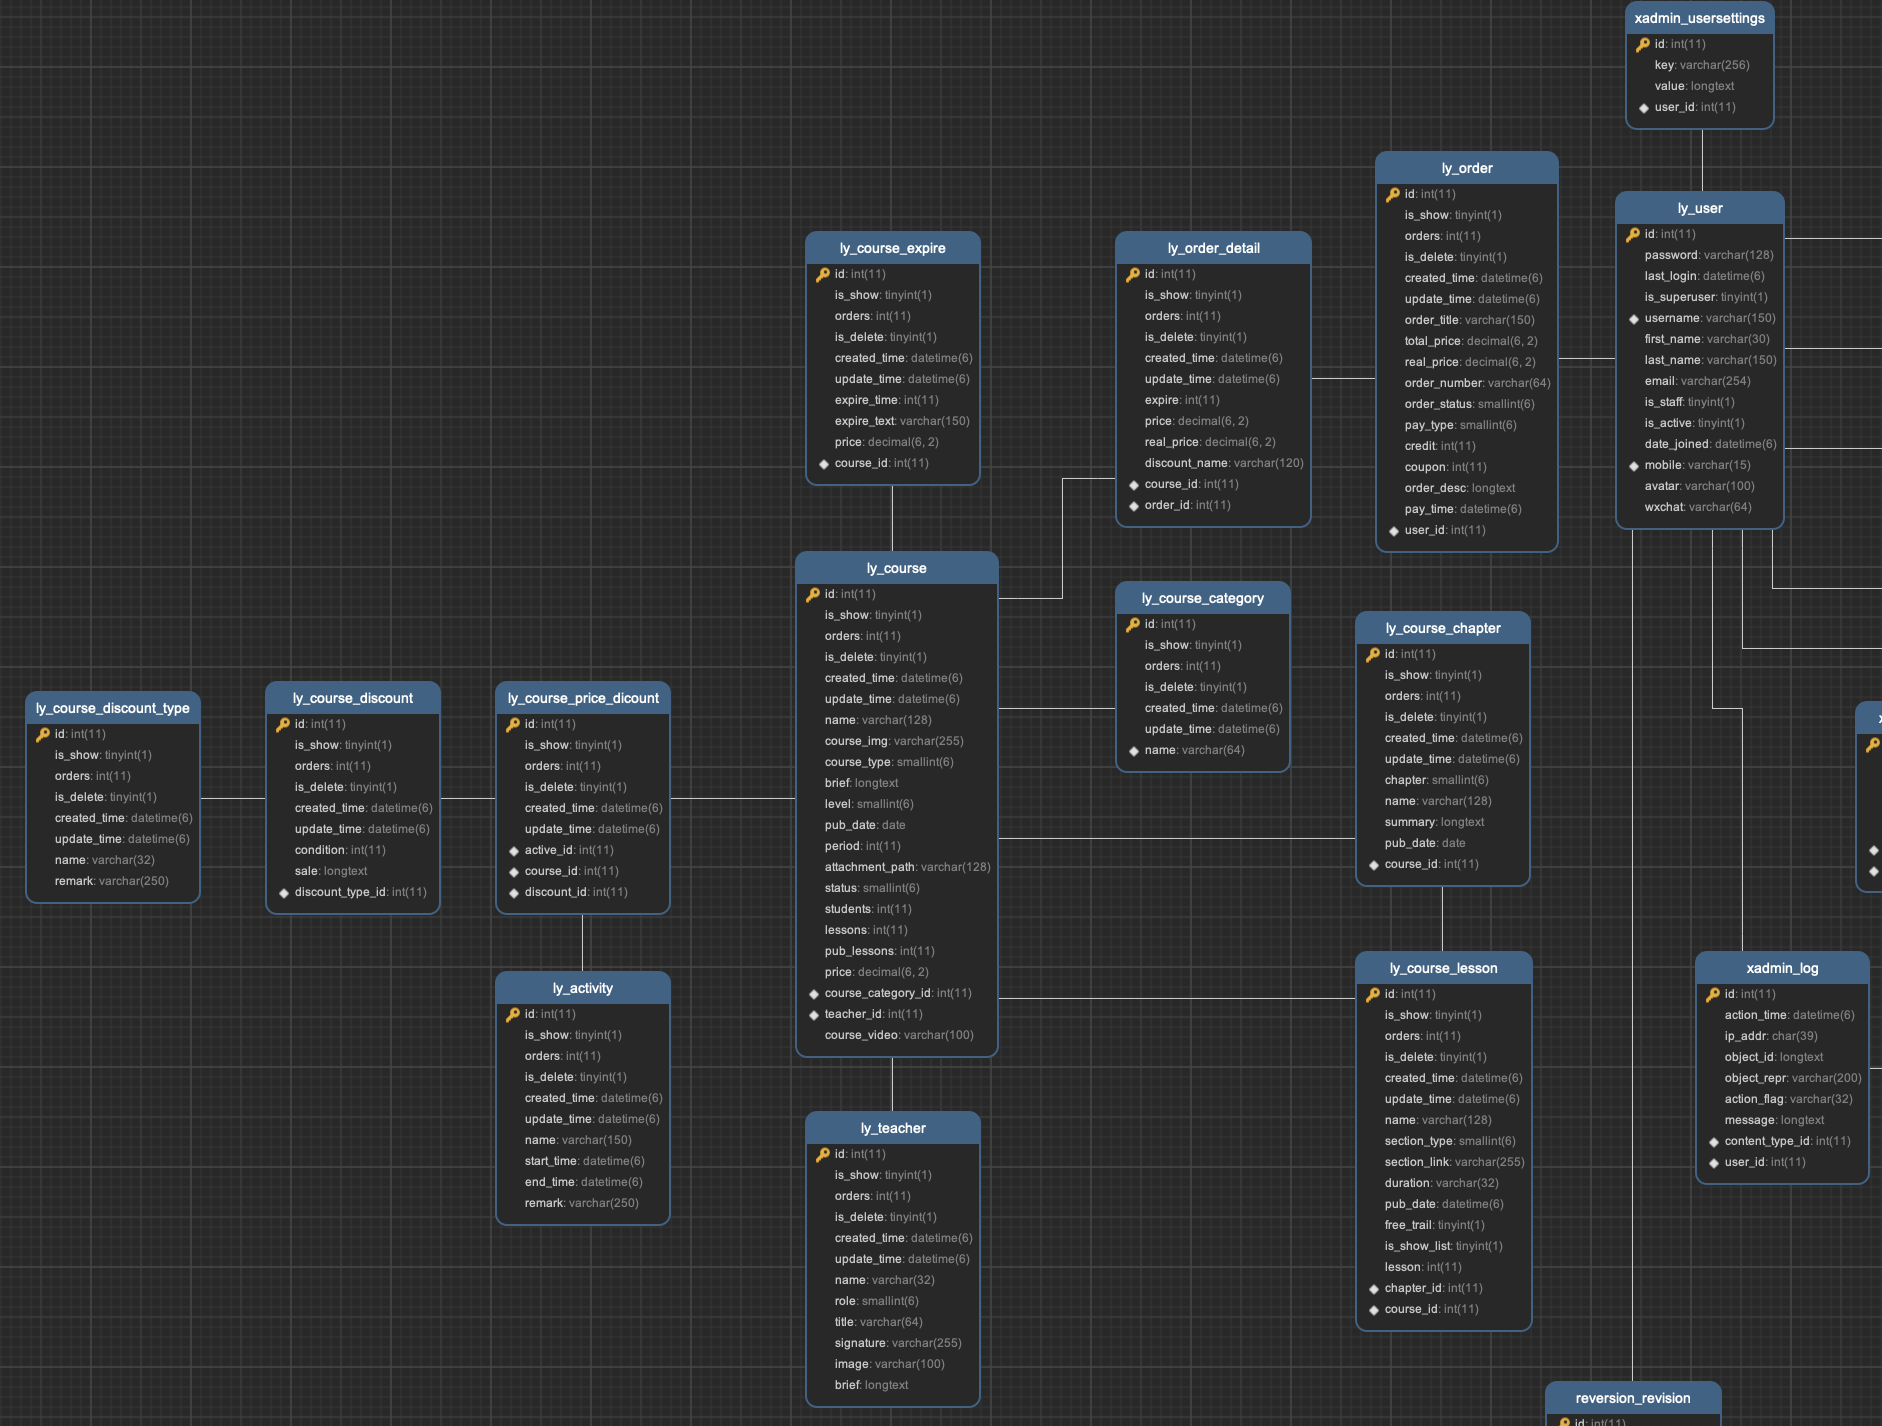 xadmin_usersettings
id: int(11)
key: varchar(256)
value: longtext
user_id: int(11)
ly_order
id: int(11)
is_show: tinyint(1)
orders: int(11)
is_delete: tinyint(1)
created_time: datetime(6)
update_time: datetime(6)
order_title: varchar(150)
total_price: decimal(6, 2)
real_price: decimal(6, 2)
order_number: varchar(64)
order_status: smallint(6)
pay_type: smallint(6)
credit: int(11)
coupon: int(11)
order_desc: longtext
pay_time: datetime(6)
user_id: int(11)
ly_user
id: int(11)
password: varchar(128)
last_login: datetime(6)
is_superuser: tinyint(1)
username: varchar(150)
first_name: varchar(30)
last_name: varchar(150)
email: varchar(254)
is_staff: tinyint(1)
is_active: tinyint(1)
date_joined: datetime(6)
mobile: varchar(15)
avatar: varchar(100)
wxchat: varchar(64)
ly_course_expire
id: int(11)
is_show: tinyint(1)
orders: int(11)
is_delete: tinyint(1)
created_time: datetime(6)
update_time: datetime(6)
expire_time: int(11)
expire_text: varchar(150)
price: decimal(6, 2)
course_id: int(11)
ly_order_detail
id: int(11)
is_show: tinyint(1)
orders: int(11)
is_delete: tinyint(1)
created_time: datetime(6)
update_time: datetime(6)
expire: int(11)
price: decimal(6, 2)
real_price: decimal(6, 2)
discount_name: varchar(120)
course_id: int(11)
order_id: int(11)
ly_course
id: int(11)
is_show: tinyint(1)
orders: int(11)
is_delete: tinyint(1)
created_time: datetime(6)
update_time: datetime(6)
name: varchar(128)
course_img: varchar(255)
course_type: smallint(6)
brief: longtext
level: smallint(6)
pub_date: date
period: int(11)
attachment_path: varchar(128)
status: smallint(6)
students: int(11)
lessons: int(11)
pub_lessons: int(11)
price: decimal(6, 2)
course_category_id: int(11)
teacher_id: int(11)
course_video: varchar(100)
ly_course_category
id: int(11)
is_show: tinyint(1)
orders: int(11)
is_delete: tinyint(1)
created_time: datetime(6)
update_time: datetime(6)
name: varchar(64)
ly_course_chapter
id: int(11)
is_show: tinyint(1)
orders: int(11)
is_delete: tinyint(1)
created_time: datetime(6)
update_time: datetime(6)
chapter: smallint(6)
name: varchar(128)
summary: longtext
pub_date: date
course_id: int(11)
ly_course_discount_type
id: int(11)
is_show: tinyint(1)
orders: int(11)
is_delete: tinyint(1)
created_time: datetime(6)
update_time: datetime(6)
name: varchar(32)
remark: varchar(250)
ly_course_discount
id: int(11)
is_show: tinyint(1)
orders: int(11)
is_delete: tinyint(1)
created_time: datetime(6)
update_time: datetime(6)
condition: int(11)
sale: longtext
discount_type_id: int(11)
ly_course_price_dicount
id: int(11)
is_show: tinyint(1)
orders: int(11)
is_delete: tinyint(1)
created_time: datetime(6)
update_time: datetime(6)
active_id: int(11)
course_id: int(11)
discount_id: int(11)
ly_activity
id: int(11)
is_show: tinyint(1)
orders: int(11)
is_delete: tinyint(1)
created_time: datetime(6)
update_time: datetime(6)
name: varchar(150)
start_time: datetime(6)
end_time: datetime(6)
remark: varchar(250)
ly_course_lesson
id: int(11)
is_show: tinyint(1)
orders: int(11)
is_delete: tinyint(1)
created_time: datetime(6)
update_time: datetime(6)
name: varchar(128)
section_type: smallint(6)
section_link: varchar(255)
duration: varchar(32)
pub_date: datetime(6)
free_trail: tinyint(1)
is_show_list: tinyint(1)
lesson: int(11)
chapter_id: int(11)
course_id: int(11)
xadmin_log
id: int(11)
action_time: datetime(6)
ip_addr: char(39)
object_id: longtext
object_repr: varchar(200)
action_flag: varchar(32)
message: longtext
content_type_id: int(11)
user_id: int(11)
ly_teacher
id: int(11)
is_show: tinyint(1)
orders: int(11)
is_delete: tinyint(1)
created_time: datetime(6)
update_time: datetime(6)
name: varchar(32)
role: smallint(6)
title: varchar(64)
signature: varchar(255)
image: varchar(100)
brief: longtext
reversion_revision
id: int(11)